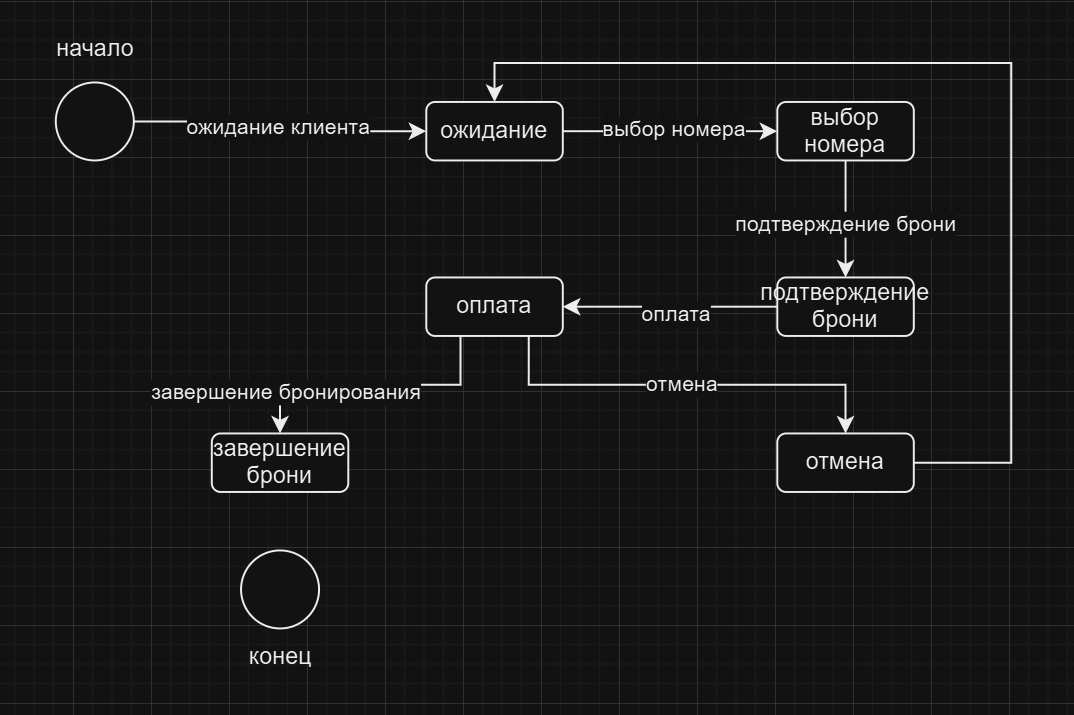 начало
ожидание клиента
ожидание
выбор номера
выбор
номера
подтверждение брони
подтверждение
брони
оплата
оплата
завершение бронирования
отмена
завершение
брони
отмена
конец